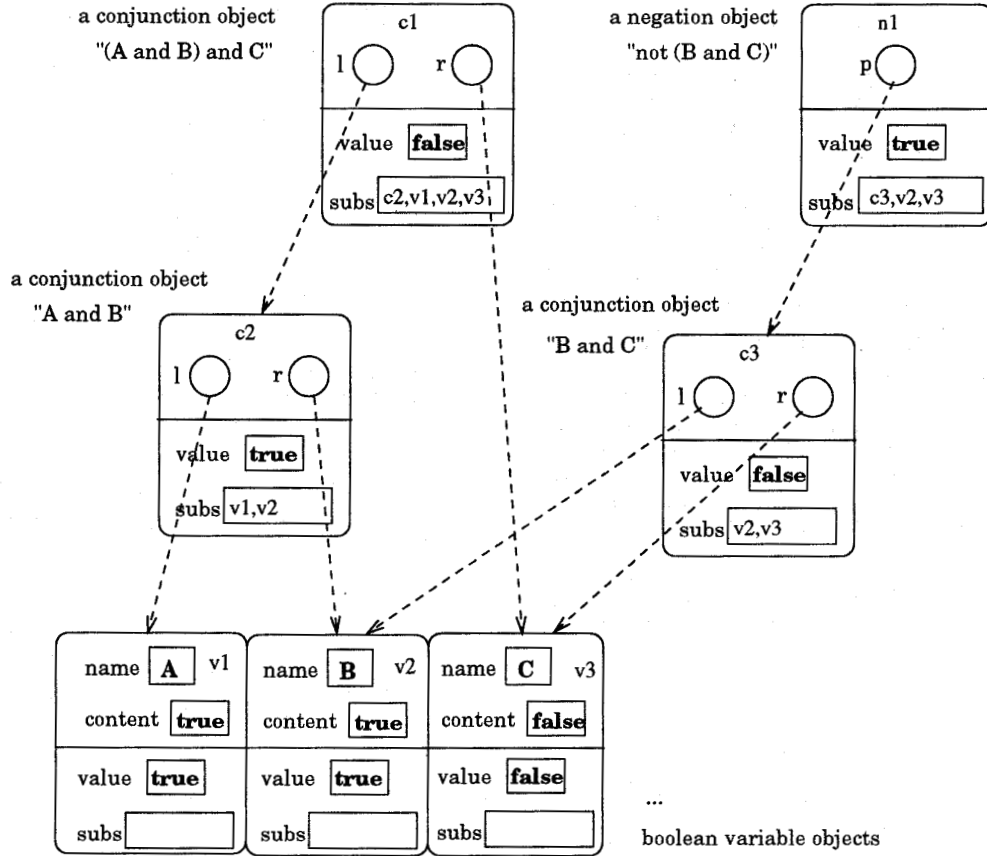 a conjunction object
"(A and B) and C"
c1
l r
value false
subs c2,v1,v2,v3
a negation object
"not (B and C)"
n1
p
value true
subs c3,v2,v3
a conjunction object
"A and B"
c2
l r
value true
subs v1,v2
a conjunction object
"B and C"
c3
l r
value false
subs v2,v3
name A v1
content true
value true
subs
name B v2
content true
value true
subs
name C v3
content false
value false
subs
...
boolean variable objects